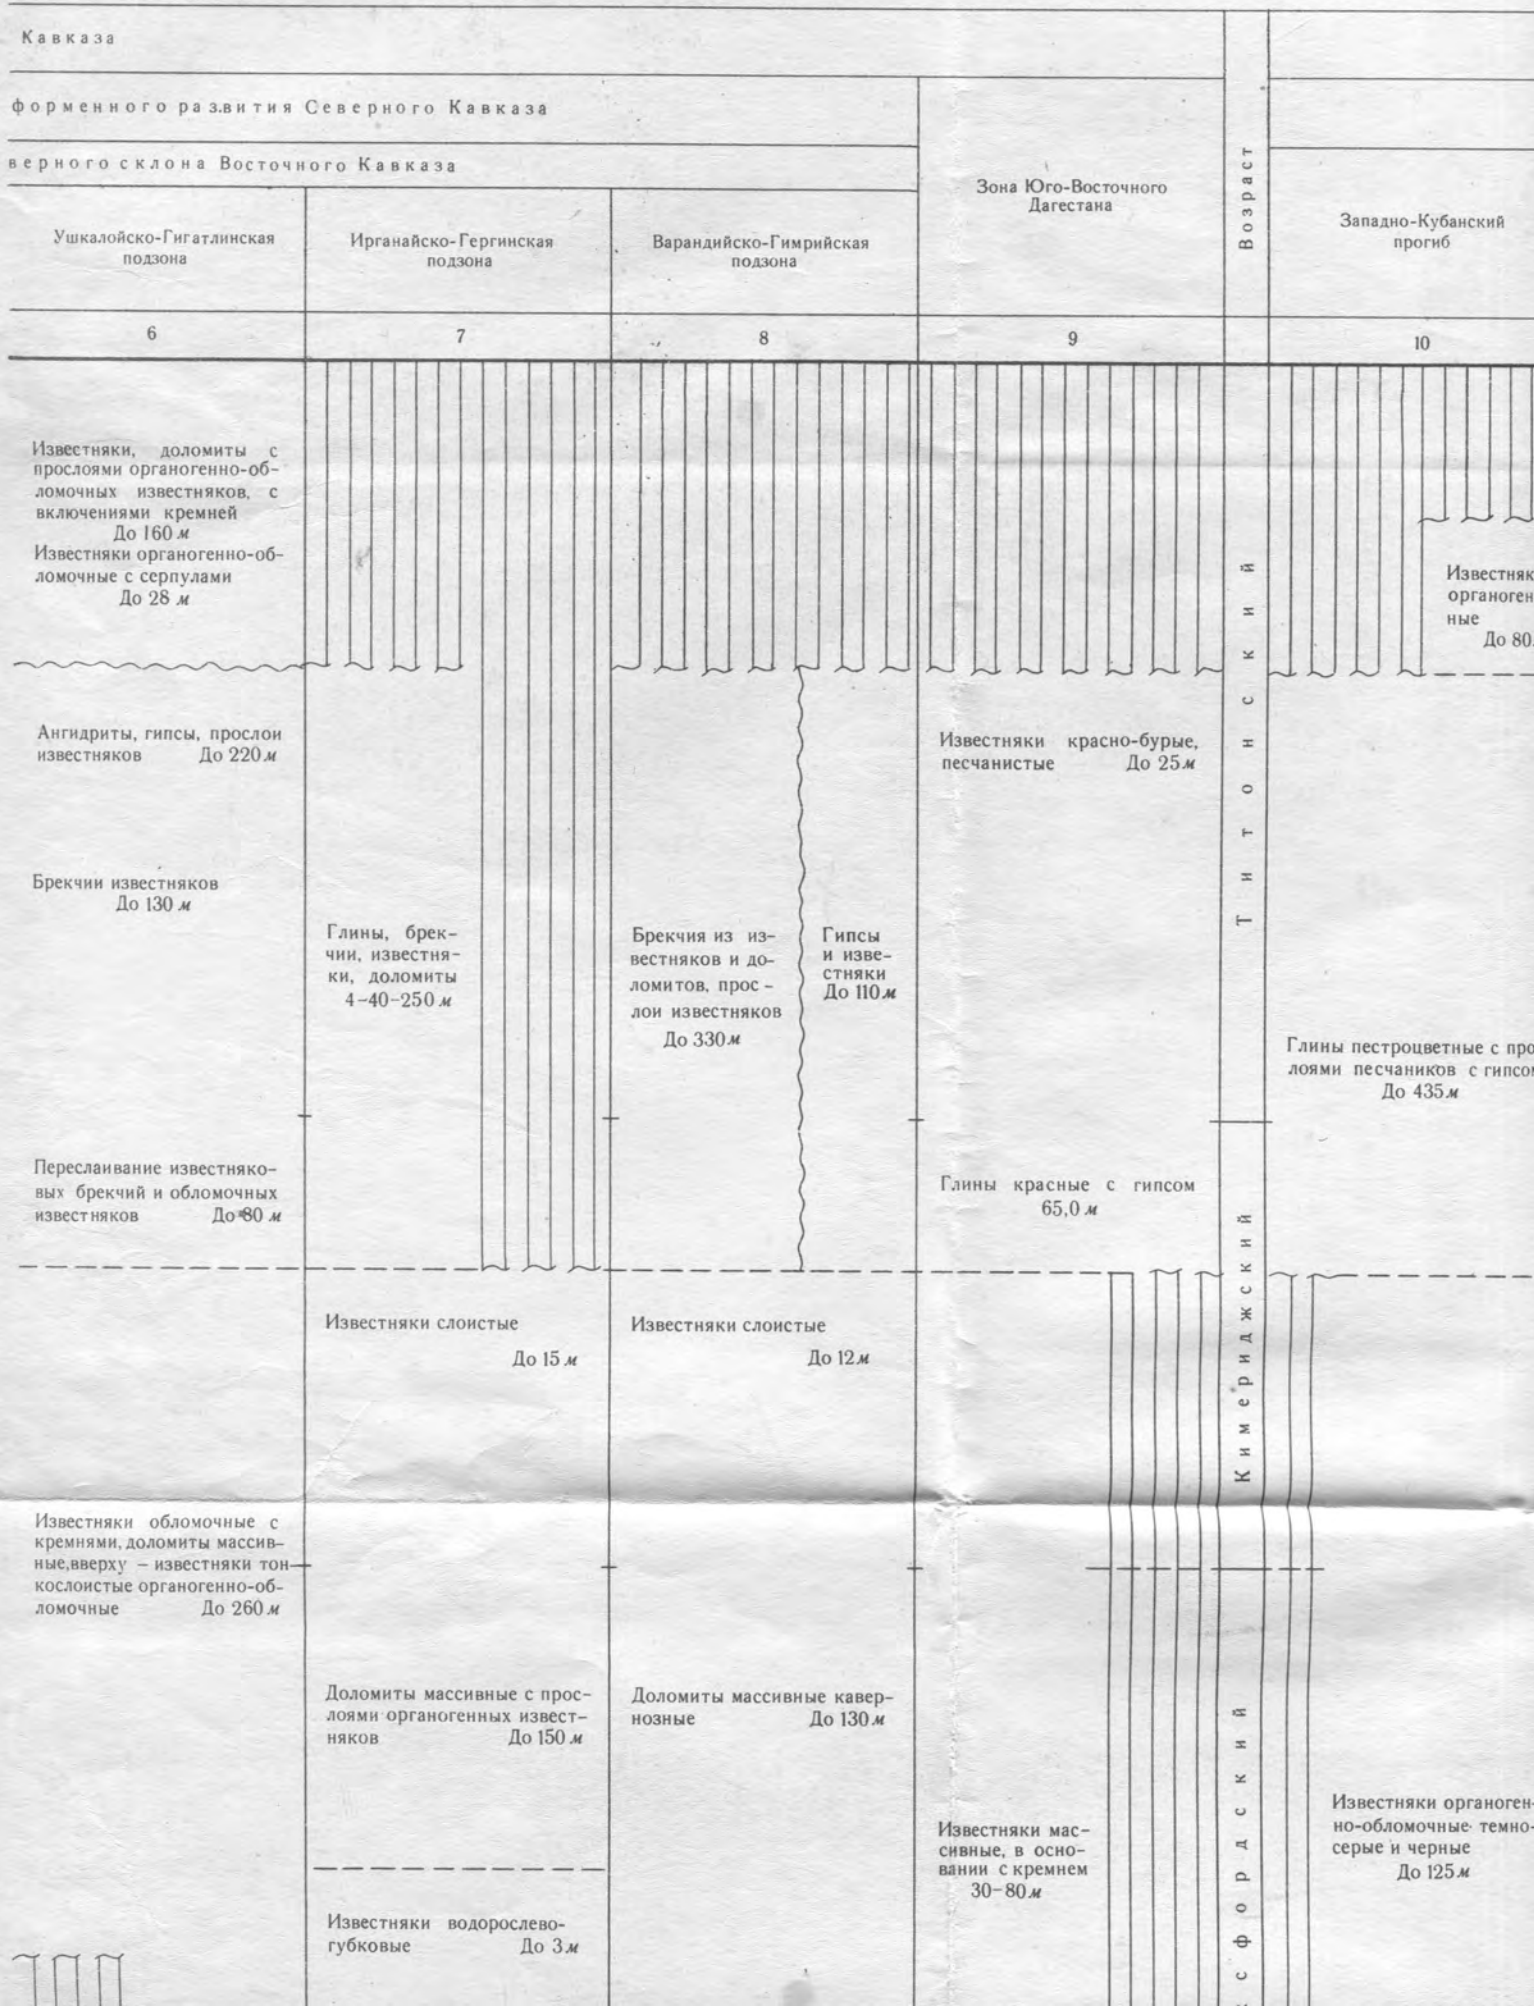 Кавказа
форменного развития Северного Кавказа
верного склона Восточного Кавказа
Ушкалойско-Гигатлинская
подзона
Ирганайско-Гергинская
подзона
Варандийско-Гимрийская
подзона
Зона Юго-Восточного
Дагестана
Возраст
Западно-Кубанский
прогиб
6
7
8
9
10
Известняки, доломиты с
прослоями органогенно-об-
ломочных известняков, с
включениями кремней
До 160 м
Известняки органогенно-об-
ломочные с серпулами
До 28 м
Ангидриты, гипсы, прослои
известняков До 220 м
Брекчии известняков
До 130 м
Переслаивание известняко-
вых брекчий и обломочных
известняков До 80 м
Известняки обломочные с
кремнями, доломиты массив-
ные, вверху – известняки тон-
кослоистые органогенно-об-
ломочные До 260 м
Глины, брек-
чии, известня-
ки, доломиты
4-40-250 м
Известняки слоистые
До 15 м
Доломиты массивные с прос-
лоями органогенных извест-
няков До 150 м
Известняки водорослево-
губковые До 3 м
Брекчия из из-
вестняков и до-
ломитов, прос-
лои известняков
До 330 м
Гипсы
и изве-
стняки
До 110 м
Известняки слоистые
До 12 м
Доломиты массивные кавер-
нозные До 130 м
Известняки красно-бурые,
песчанистые До 25 м
Глины красные с гипсом
65,0 м
Известняки мас-
сивные, в осно-
вании с кремнем
30-80 м
Титонский
Кимериджский
сфордский
Известняк
органоген
ные
До 80
Глины пестроцветные с про
лоями песчаников с гипсом
До 435 м
Известняки органоген-
но-обломочные темно-
серые и черные
До 125 м